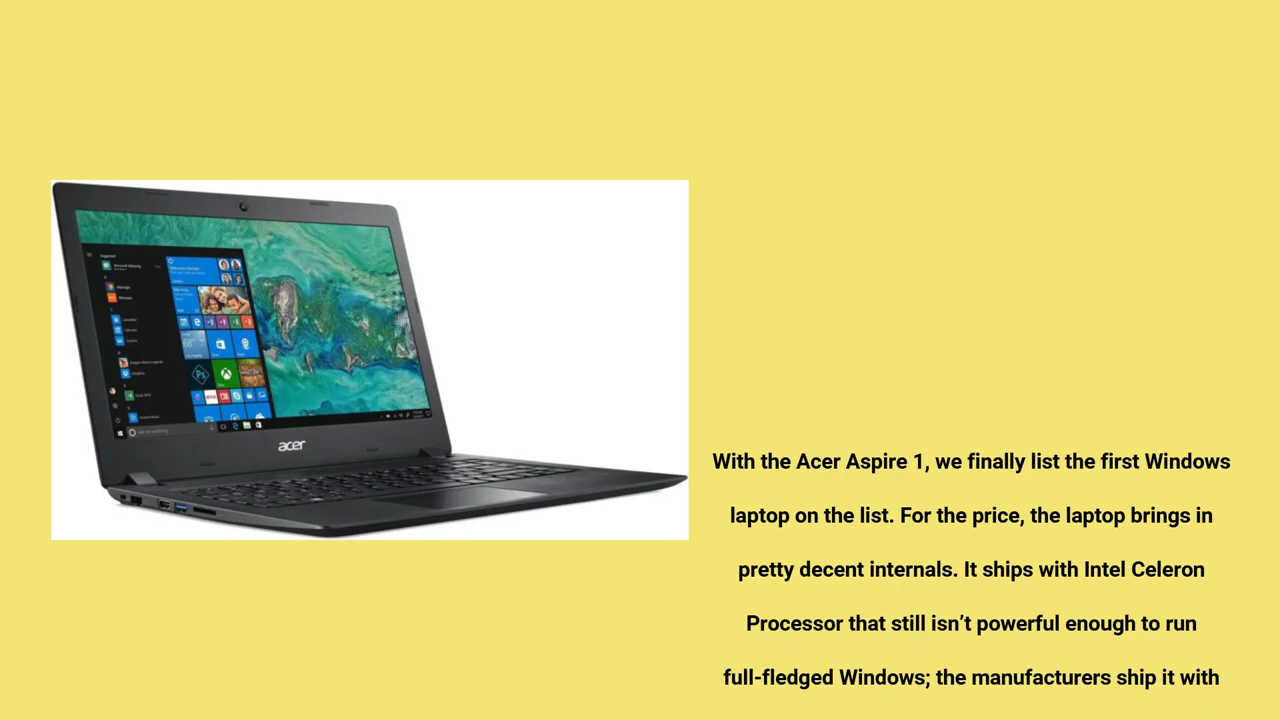 acer
With the Acer Aspire 1, we finally list the first Windows
laptop on the list. For the price, the laptop brings in
pretty decent internals. It ships with Intel Celeron
Processor that still isn’t powerful enough to run
full-fledged Windows; the manufacturers ship it with